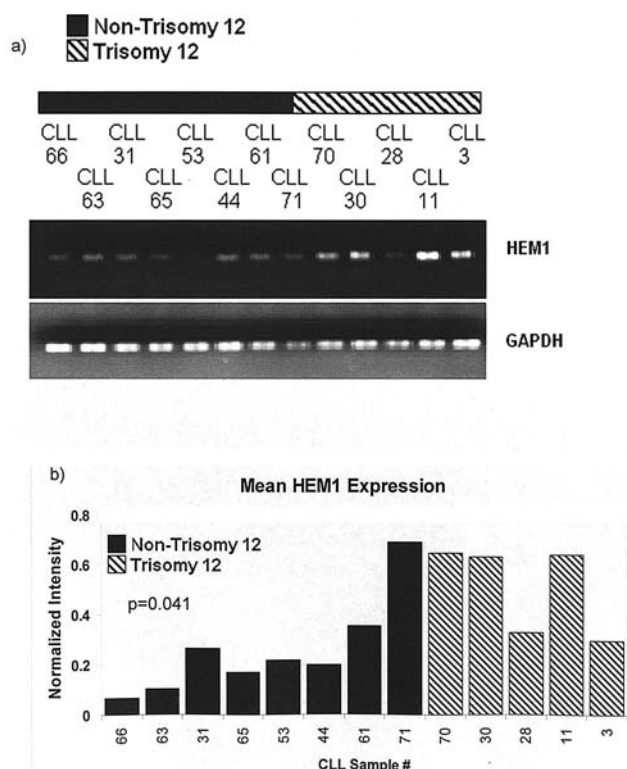 Non-Trisomy 12
a)
Trisomy 12
CLL CLL CLL CLL CLL CLL CLL
66 31 53 61 70 28 3
CLL CLL CLL CLL CLL CLL
63 65 44 71 30 11
HEM1
GAPDH
b)
Mean HEM1 Expression
0.8
Non-Trisomy 12
Trisomy 12
0.6
p=0.041
0.4
0.2
0
Normalized Intensity
66 63 31 65 53 44 61 71 70 30 28 11 3
CLL Sample #